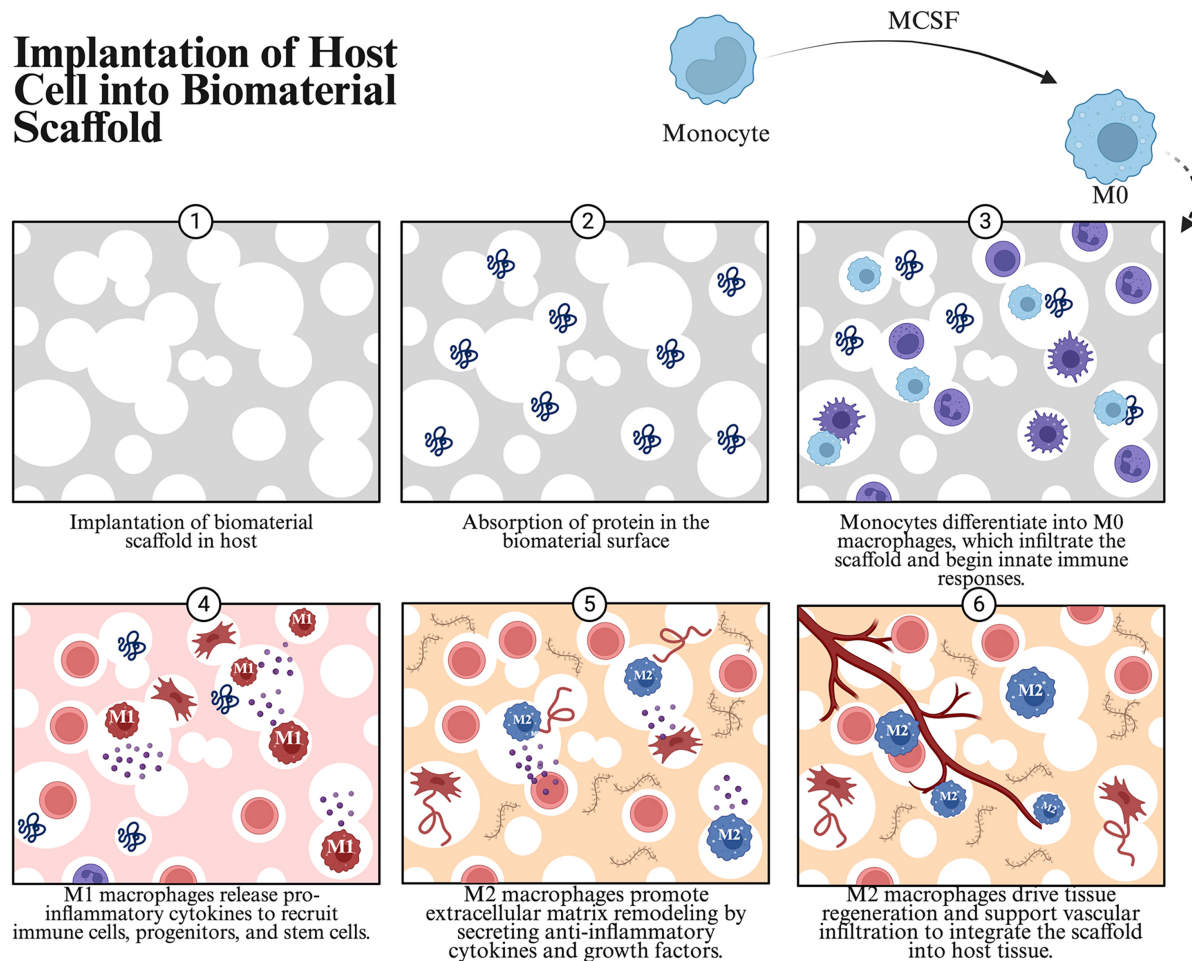 Implantation of Host
Cell into Biomaterial
Scaffold
MCSF
Monocyte
M0
1
2
3
Implantation of biomaterial
scaffold in host
Absorption of protein in the
biomaterial surface
Monocytes differentiate into M0
macrophages, which infiltrate the
scaffold and begin innate immune
responses.
4
5
6
M1
M1
M1
M1
M1
M2
M2
M2
M2
M2
M2
M2
M1 macrophages release pro-
inflammatory cytokines to recruit
immune cells, progenitors, and stem cells.
M2 macrophages promote
extracellular matrix remodeling by
secreting anti-inflammatory
cytokines and growth factors.
M2 macrophages drive tissue
regeneration and support vascular
infiltration to integrate the scaffold
into host tissue.